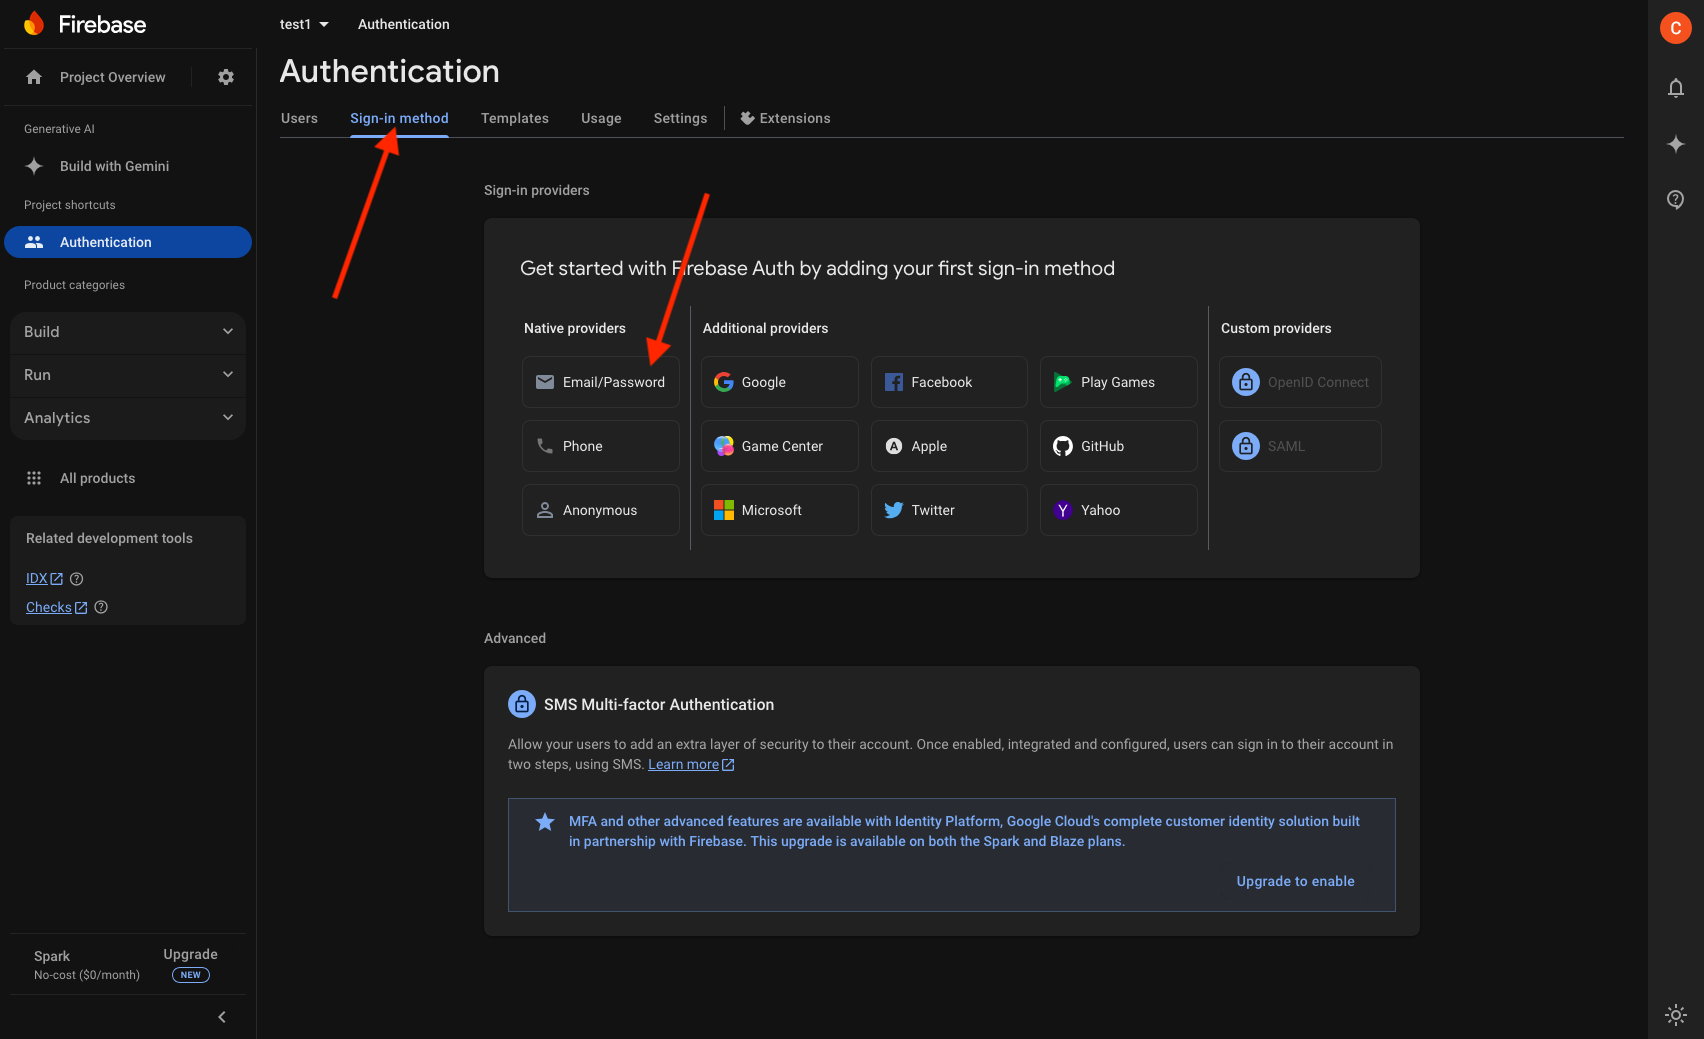 Firebase
test1
Authentication
C
Project Overview
Authentication
Users
Sign-in method
Templates
Usage
Settings
Extensions
Generative AI
Build with Gemini
Project shortcuts
Authentication
Product categories
Build
Run
Analytics
All products
Related development tools
IDX
Checks
Spark
No-cost ($0/month)
Upgrade
NEW
Sign-in providers
Get started with Firebase Auth by adding your first sign-in method
Native providers
Email/Password
Phone
Anonymous
Additional providers
Google
Facebook
Play Games
Game Center
Apple
GitHub
Microsoft
Twitter
Yahoo
Custom providers
OpenID Connect
SAML
Advanced
SMS Multi-factor Authentication
Allow your users to add an extra layer of security to their account. Once enabled, integrated and configured, users can sign in to their account in
two steps, using SMS. Learn more
MFA and other advanced features are available with Identity Platform, Google Cloud's complete customer identity solution built
in partnership with Firebase. This upgrade is available on both the Spark and Blaze plans.
Upgrade to enable